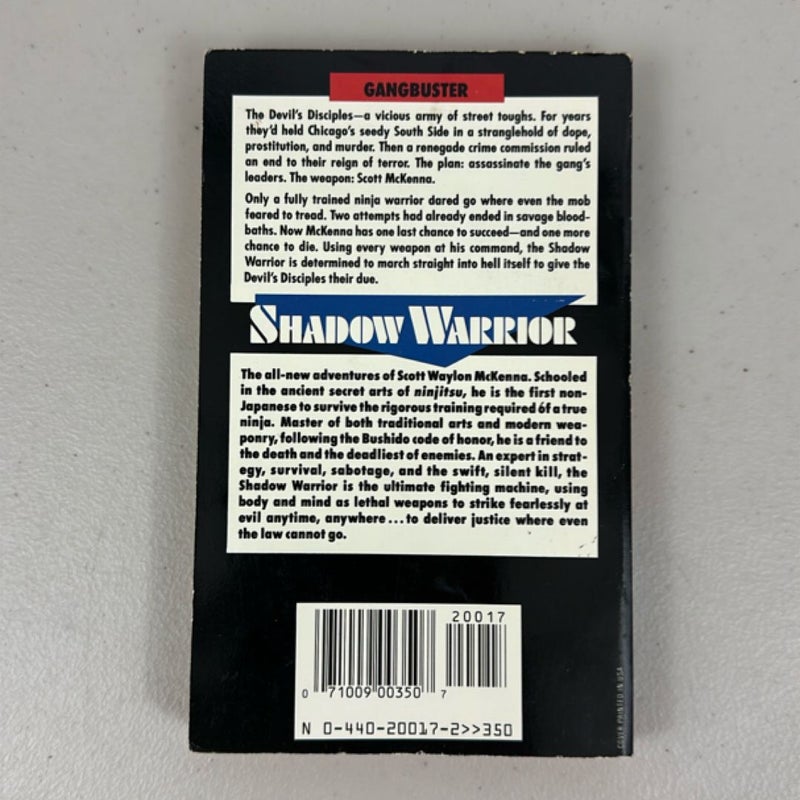 GANGBUSTER
The Devil's Disciples—a vicious army of street toughs. For years
they'd held Chicago's seedy South Side in a stranglehold of dope,
prostitution, and murder. Then a renegade crime commission ruled
an end to their reign of terror. The plan: assassinate the gang's
leaders. The weapon: Scott McKenna.
Only a fully trained ninja warrior dared go where even the mob
feared to tread. Two attempts had already ended in savage blood-
baths. Now McKenna has one last chance to succeed—and one more
chance to die. Using every weapon at his command, the Shadow
Warrior is determined to march straight into hell itself to give the
Devil's Disciples their due.
SHADOW WARRIOR
The all-new adventures of Scott Waylon McKenna. Schooled
in the ancient secret arts of ninjitsu, he is the first non-
Japanese to survive the rigorous training required of a true
ninja. Master of both traditional arts and modern wea-
ponry, following the Bushido code of honor, he is a friend to
the death and the deadliest of enemies. An expert in strat-
egy, survival, sabotage, and the swift, silent kill, the
Shadow Warrior is the ultimate fighting machine, using
body and mind as lethal weapons to strike fearlessly at
evil anytime, anywhere...to deliver justice where even
the law cannot go.
20017
0 71009 00350 7
N 0-440-20017-2>>350
COVER PRINTED IN USA